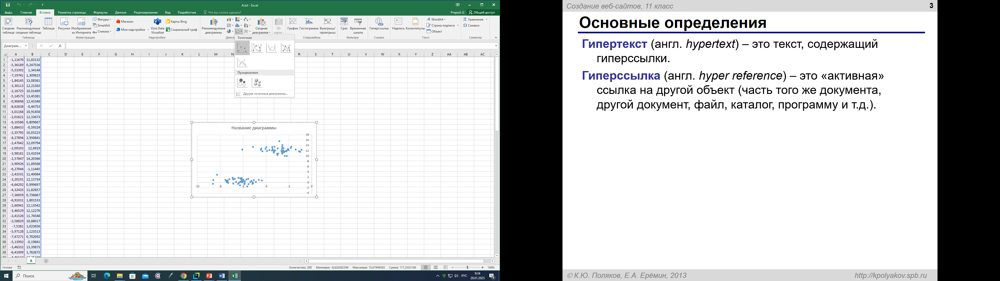 A.txt - Excel
Файл Главная Вставка Разметка страницы Формулы Данные Рецензирование Вид Разработчик Что вы хотите сделать? Prepod-i2 Общий доступ
Сводная таблица
Рекомендуемые сводные таблицы
Таблица
Таблицы
Рисунки
Изображения из Интернета
Фигуры
SmartArt
Снимок
Иллюстрации
Магазин
Мои надстройки
Visio Data Visualizer
Карты Bing
Социальный граф
Надстройки
Рекомендуемые диаграммы
Сводная диаграмма
Диагр
3D-карта
График
Гистограмма
Выигрыш/проигрыш
Спарклайны
Срез
Временная шкала
Фильтры
Гиперссылка
Ссылки
Надпись
Колонтитулы
WordArt
Строка подписи
Объект
Текст
Уравнение
Символ
Символы
Точечная
Пузырьковая
Другие точечные диаграммы...
Диаграм... fx
A B C D E F G H I J K L M N R S T U V W X Y Z AA AB AC
1 -1,11676 11,83132
2 -5,36189 0,247536
3 -5,53392 1,34148
4 -7,19741 1,309623
5 -1,84145 13,08361
6 -3,30113 12,21563
7 -2,16725 10,01469
8 -5,14573 13,45381
9 -0,90698 12,43348
10 -8,62638 -0,44753
11 -3,01168 10,91458
12 -2,01621 12,33673
13 -6,10586 0,809667
14 -5,88433 -0,59324
15 -2,35795 10,03223
16 -8,27894 2,950841
17 -2,47042 12,09794
18 -2,09103 12,6919
19 -3,98161 13,41034
20 -2,57647 14,20366
21 -3,90926 11,89568
22 -6,27044 -1,11445
23 -2,43331 11,40084
24 -3,20191 12,13734
25 -4,64292 0,999697
26 -4,32435 11,82657
27 -7,36059 0,736867
28 -6,91031 1,801533
29 -2,60941 12,13542
30 -3,46529 12,12276
31 -2,41526 11,74548
32 -2,58829 10,88017
33 -7,5381 1,023656
34 -5,97128 1,123513
35 -7,47271 0,702092
36 -5,13992 -0,19841
37 -3,46332 13,39873
38 -6,41009 1,762672
Название диаграммы
18
16
14
12
10
8
6
4
2
0
-2
-4
-10 -8 -6 -4 -2 0
A
Готово Количество: 200 Минимум: -8,626382349 Максимум: 15,67949303 Сумма: 177,2552109 100%
Поиск РУС 9:34
20.01.2025
Создание веб-сайтов, 11 класс 3
Основные определения
Гипертекст (англ. hypertext) – это текст, содержащий
гиперссылки.
Гиперссылка (англ. hyper reference) – это «активная»
ссылка на другой объект (часть того же документа,
другой документ, файл, каталог, программу и т.д.).
© К.Ю. Поляков, Е.А. Ерёмин, 2013 http://kpolyakov.spb.ru